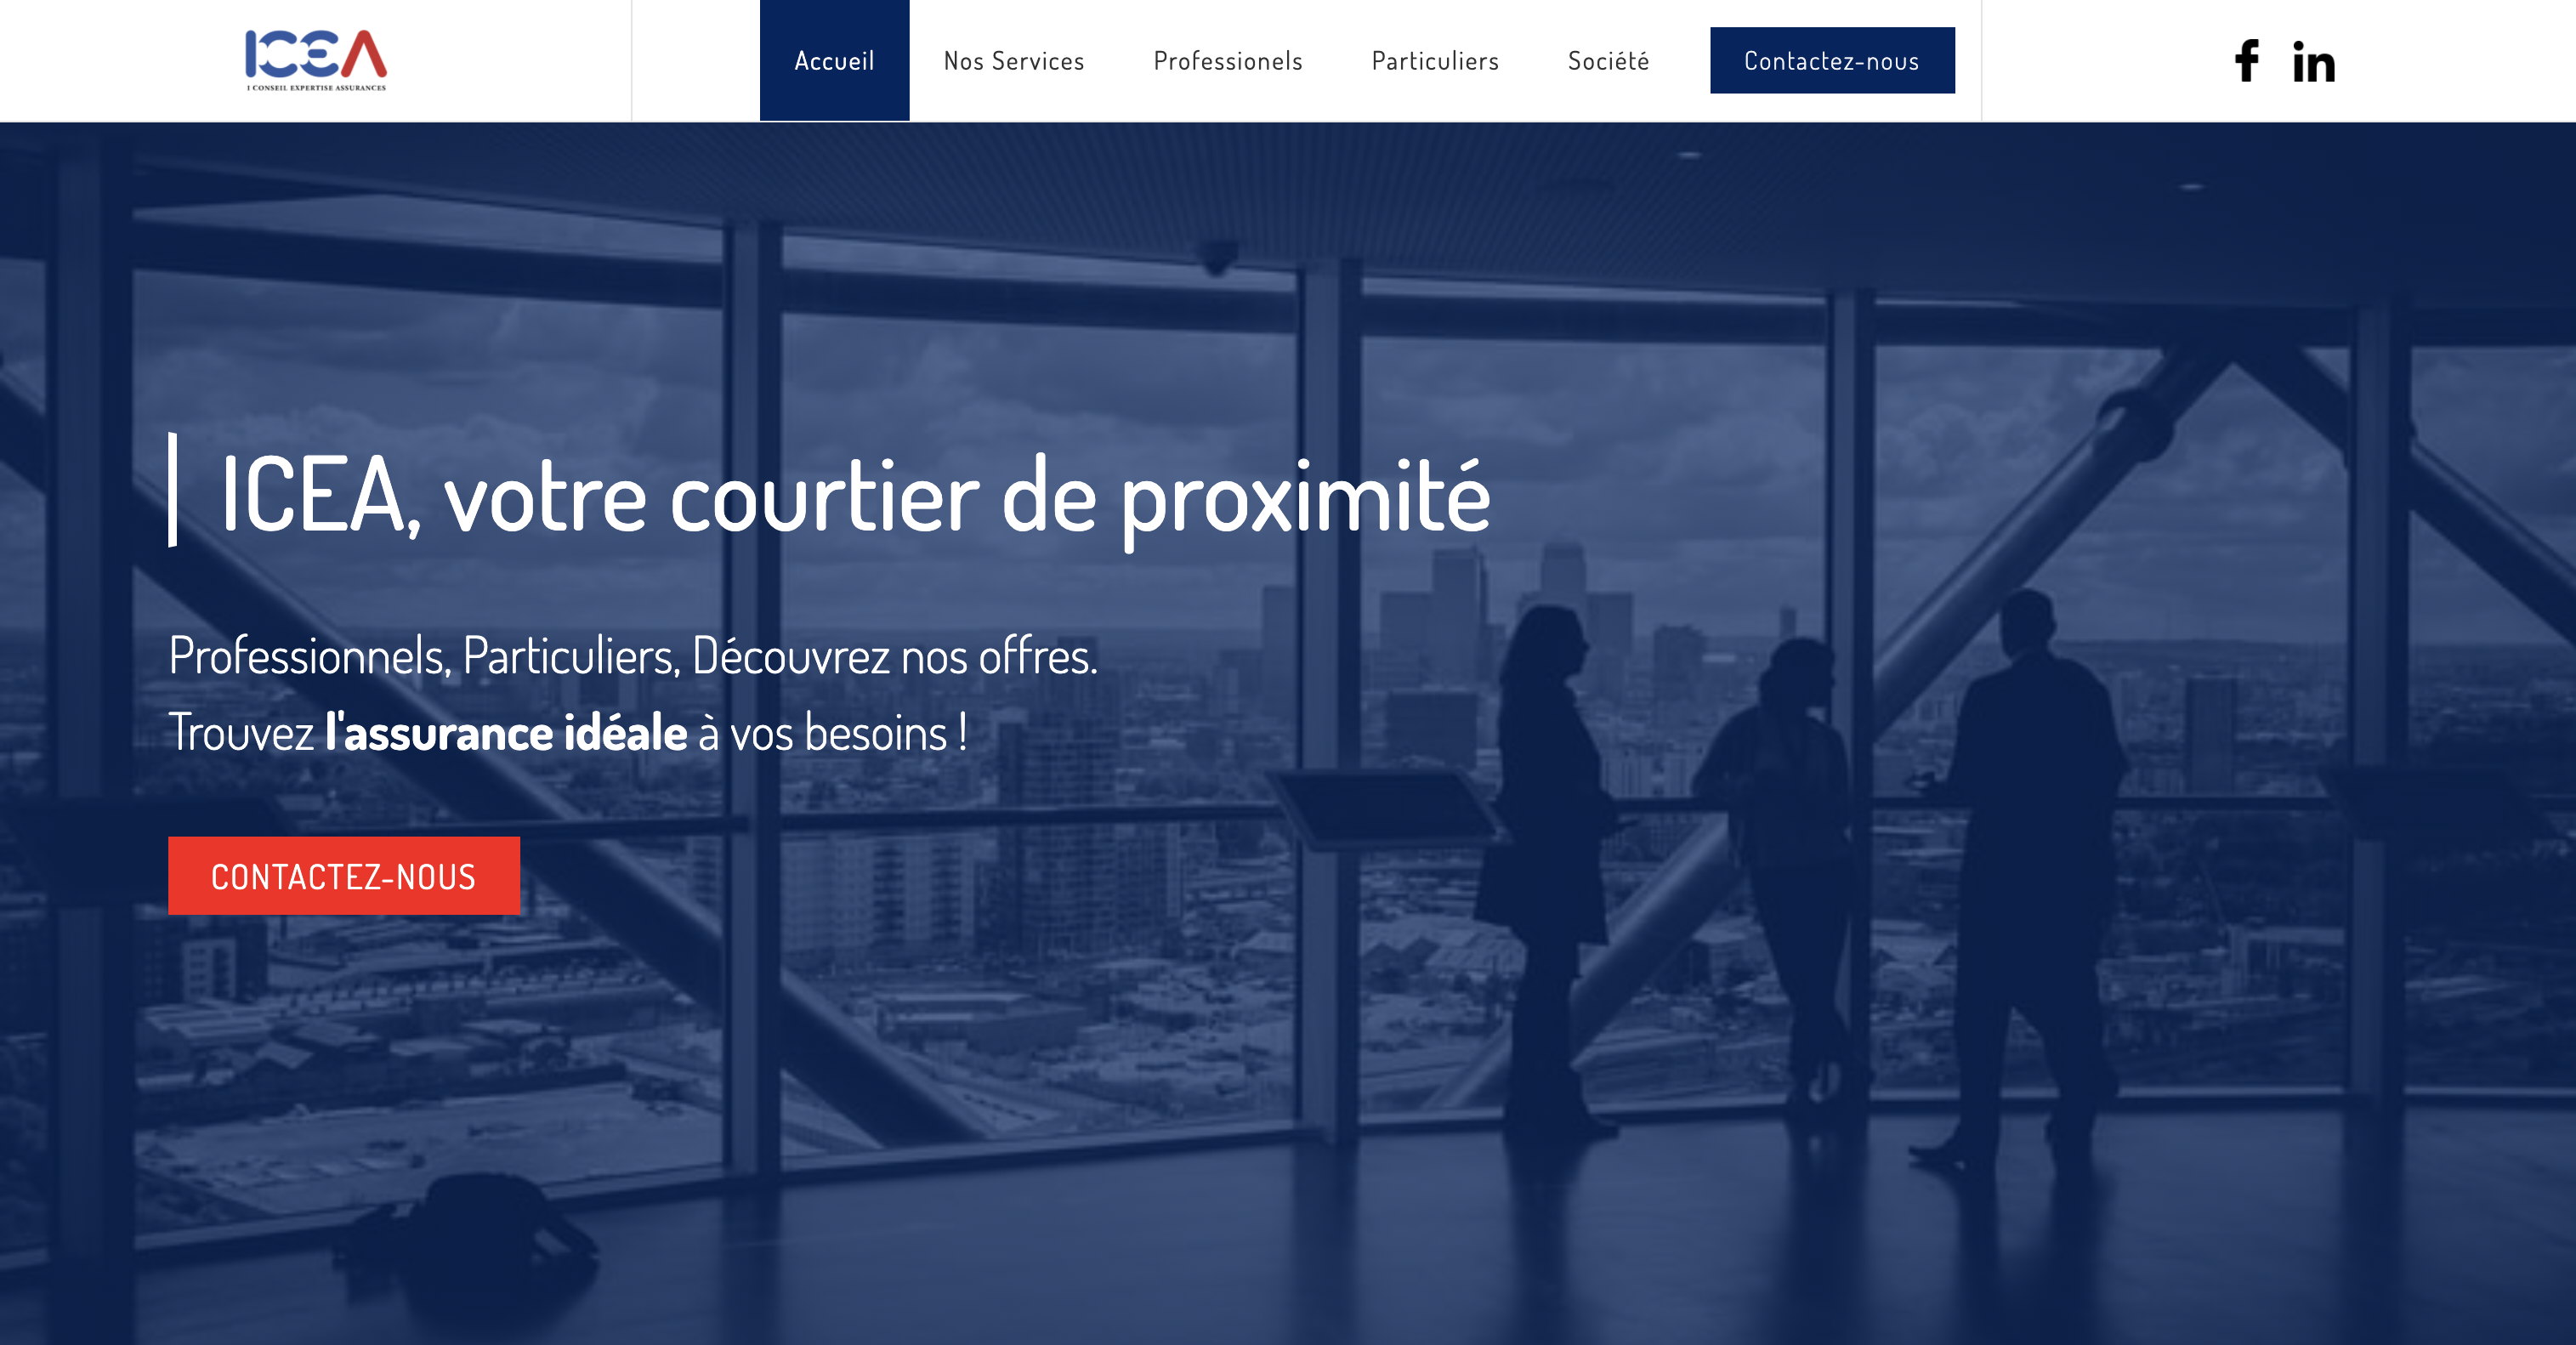 ICEA
I CONSEIL EXPERTISE ASSURANCES
Accueil
Nos Services
Professionels
Particuliers
Société
Contactez-nous
f in
ICEA, votre courtier de proximité
Professionnels, Particuliers, Découvrez nos offres.
Trouvez l'assurance idéale à vos besoins !
CONTACTEZ-NOUS